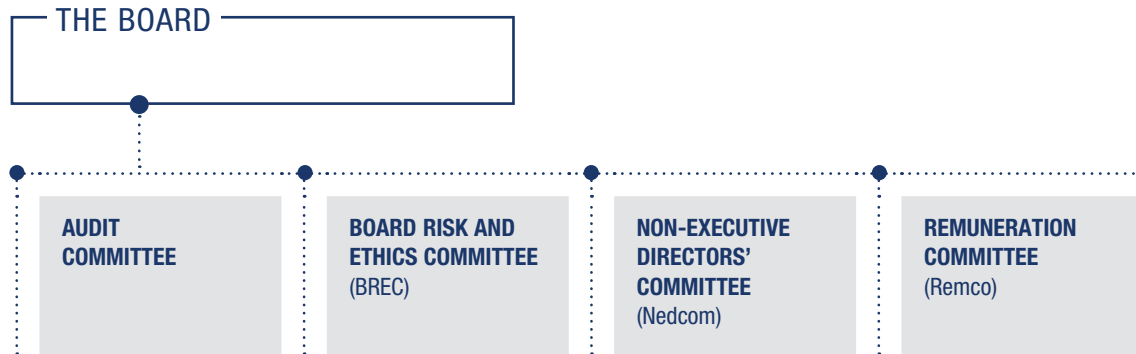 THE BOARD
AUDIT
COMMITTEE
BOARD RISK AND
ETHICS COMMITTEE
(BREC)
NON-EXECUTIVE
DIRECTORS’
COMMITTEE
(Nedcom)
REMUNERATION
COMMITTEE
(Remco)